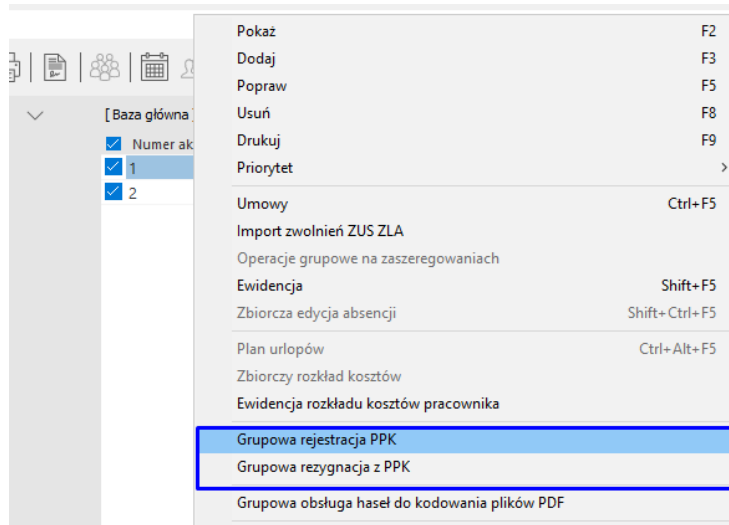 Pokaż F2
Dodaj F3
Popraw F5
Usuń F8
[ Baza główna
Drukuj F9
Numer ak
Priorytet
1
2
Umowy Ctrl+F5
Import zwolnień ZUS ZLA
Operacje grupowe na zaszeregowaniach
Ewidencja Shift+F5
Zbiorcza edycja absencji Shift+Ctrl+F5
Plan urlopów Ctrl+Alt+F5
Zbiorczy rozkład kosztów
Ewidencja rozkładu kosztów pracownika
Grupowa rejestracja PPK
Grupowa rezygnacja z PPK
Grupowa obsługa haseł do kodowania plików PDF